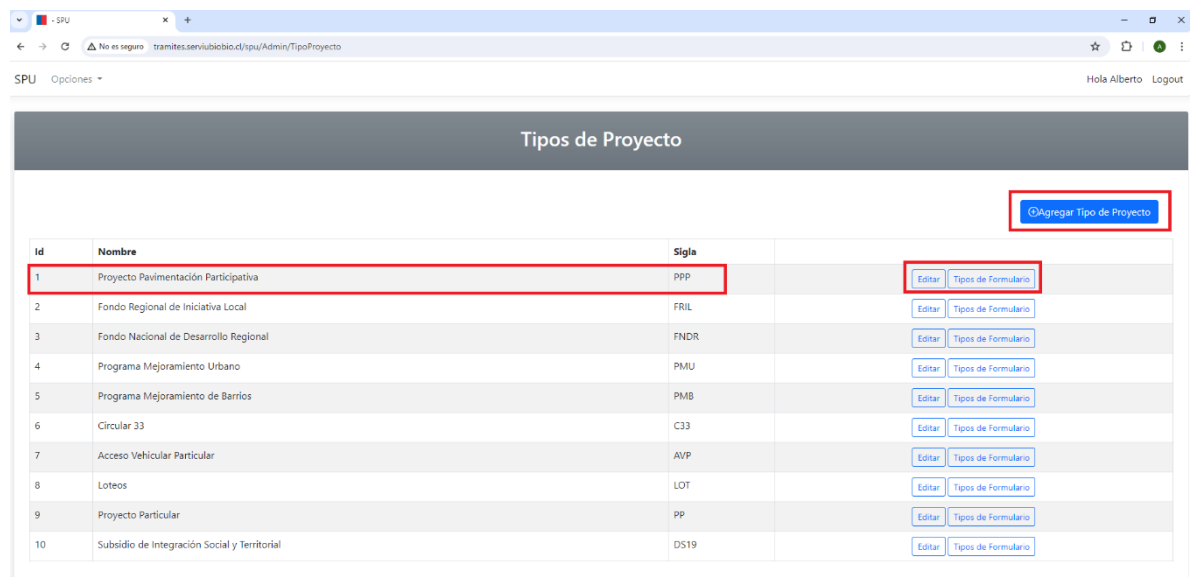 - SPU
No es seguro tramites.serviubiobio.cl/spu/Admin/TipoProyecto A
SPU Opciones Hola Alberto Logout
Tipos de Proyecto
Agregar Tipo de Proyecto
Id Nombre Sigla
1 Proyecto Pavimentación Participativa PPP Editar Tipos de Formulario
2 Fondo Regional de Iniciativa Local FRIL Editar Tipos de Formulario
3 Fondo Nacional de Desarrollo Regional FNDR Editar Tipos de Formulario
4 Programa Mejoramiento Urbano PMU Editar Tipos de Formulario
5 Programa Mejoramiento de Barrios PMB Editar Tipos de Formulario
6 Circular 33 C33 Editar Tipos de Formulario
7 Acceso Vehicular Particular AVP Editar Tipos de Formulario
8 Loteos LOT Editar Tipos de Formulario
9 Proyecto Particular PP Editar Tipos de Formulario
10 Subsidio de Integración Social y Territorial DS19 Editar Tipos de Formulario